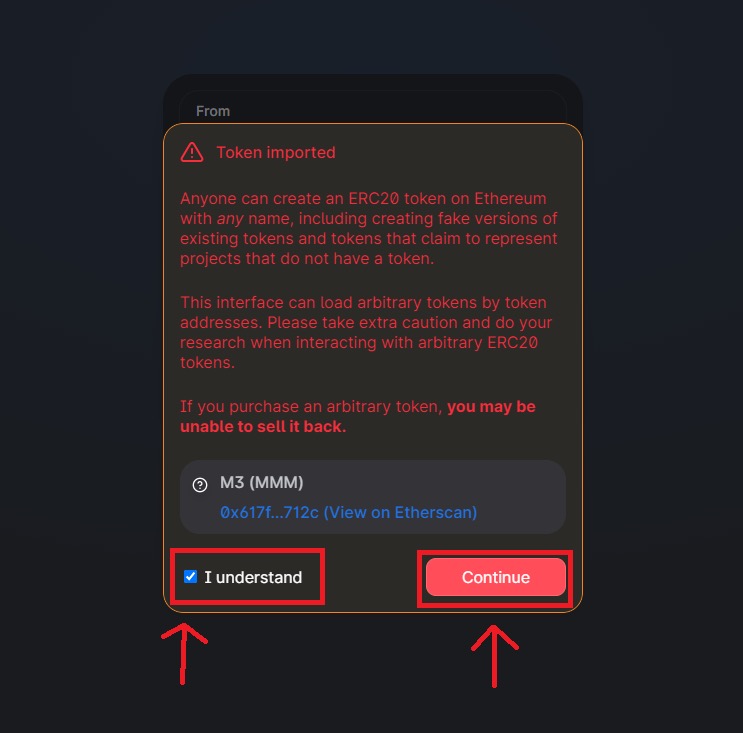 From
Token imported
Anyone can create an ERC20 token on Ethereum
with any name, including creating fake versions of
existing tokens and tokens that claim to represent
projects that do not have a token.
This interface can load arbitrary tokens by token
addresses. Please take extra caution and do your
research when interacting with arbitrary ERC20
tokens.
If you purchase an arbitrary token, you may be
unable to sell it back.
M3 (MMM)
0x617f...712c (View on Etherscan)
I understand
Continue